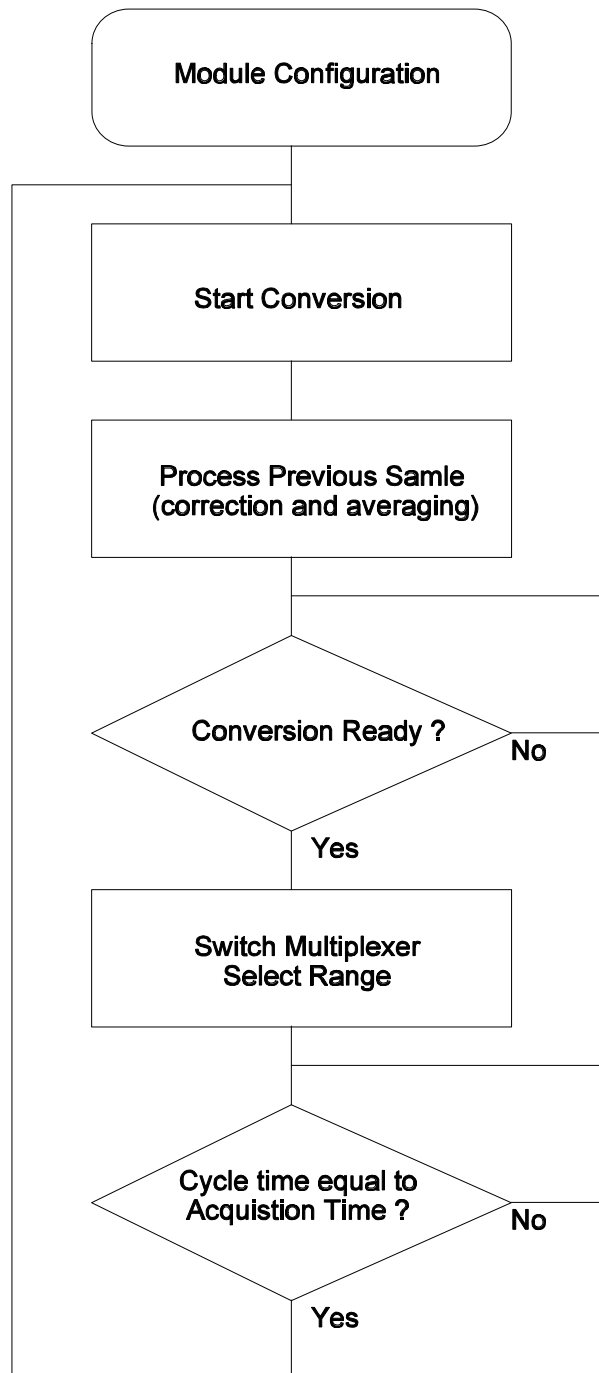 Module Configuration
Start Conversion
Process Previous Samle
(correction and averaging)
Conversion Ready ?
No
Yes
Switch Multiplexer
Select Range
Cycle time equal to
Acquistion Time ?
No
Yes